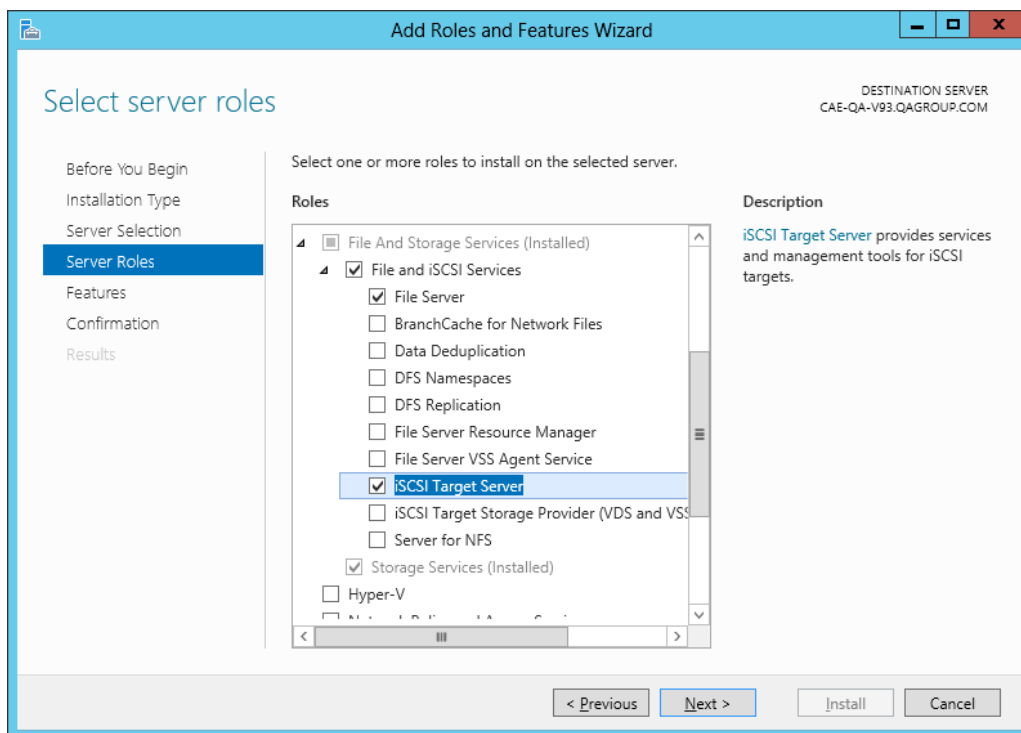 Add Roles and Features Wizard
Select server roles
DESTINATION SERVER
CAE-QA-V93.QAGROUP.COM
Before You Begin
Installation Type
Server Selection
Server Roles
Features
Confirmation
Results
Select one or more roles to install on the selected server.
Roles
File And Storage Services (Installed)
File and iSCSI Services
File Server
BranchCache for Network Files
Data Deduplication
DFS Namespaces
DFS Replication
File Server Resource Manager
File Server VSS Agent Service
iSCSI Target Server
iSCSI Target Storage Provider (VDS and VSS
Server for NFS
Storage Services (Installed)
Hyper-V
Description
iSCSI Target Server provides services
and management tools for iSCSI
targets.
< Previous
Next >
Install
Cancel